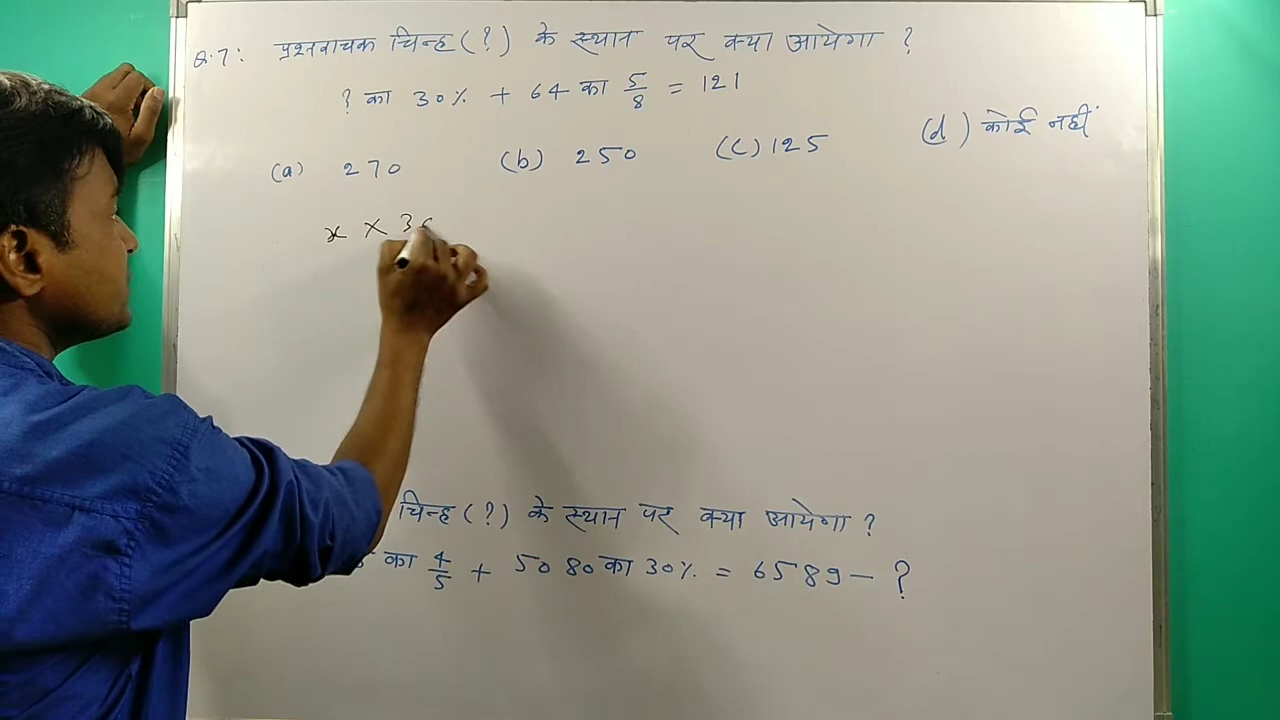 Q.7: प्रश्नवाचक चिन्ह (?) के स्थान पर क्या आयेगा ?
? का 30% + 64 का 5/8 = 121
(a) 270 (b) 250 (c) 125 (d) कोई नहीं
x × 30
चिन्ह (?) के स्थान पर क्या आयेगा ?
का 4/5 + 5080 का 30% = 6589 - ?